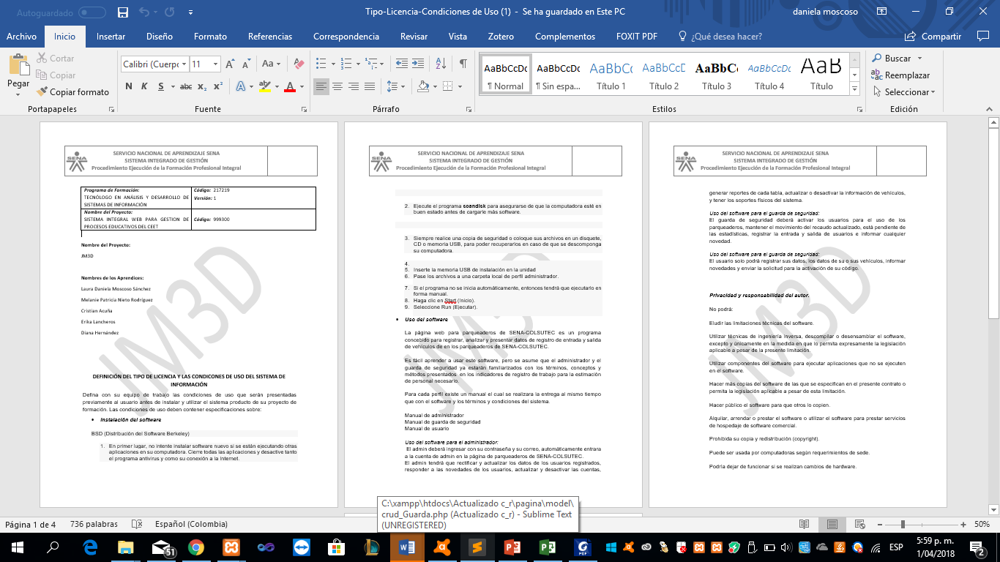 Autoguardado
Tipo-Licencia-Condiciones de Uso (1) - Se ha guardado en Este PC
daniela moscoso
Archivo Inicio Insertar Diseño Formato Referencias Correspondencia Revisar Vista Zotero Complementos FOXIT PDF ¿Qué desea hacer? Compartir
Pegar
Cortar
Copiar
Copiar formato
Portapapeles
Calibri (Cuerpo 11
N K S abc x₂ x²
Fuente
Párrafo
AaBbCcDc AaBbCcDc AaBbCc AaBbCcD AaBbC AaBbCcDc AaB
¶ Normal ¶ Sin espa... Título 1 Título 2 Título 3 Título 4 Título
Estilos
Buscar
Reemplazar
Seleccionar
Edición
SENA
SERVICIO NACIONAL DE APRENDIZAJE SENA
SISTEMA INTEGRADO DE GESTIÓN
Procedimiento Ejecución de la Formación Profesional Integral
Programa de Formación:
TECNÓLOGO EN ANÁLISIS Y DESARROLLO DE
SISTEMAS DE INFORMACIÓN
Código: 217219
Versión: 1
Nombre del Proyecto:
SISTEMA INTEGRAL WEB PARA GESTION DE
PROCESOS EDUCATIVOS DEL CEET
Código: 999300
Nombre del Proyecto:
JM3D
Nombres de los Aprendices:
Laura Daniela Moscoso Sánchez
Melanie Patricia Nieto Rodríguez
Cristian Acuña
Erika Lancheros
Diana Hernández
JM3D
DEFINICIÓN DEL TIPO DE LICENCIA Y LAS CONDICONES DE USO DEL SISTEMA DE
INFORMACIÓN
Defina con su equipo de trabajo las condiciones de uso que serán presentadas
previamente al usuario antes de instalar y utilizar el sistema producto de su proyecto de
formación. Las condiciones de uso deben contener especificaciones sobre:
• Instalación del software
BSD (Distribución del Software Berkeley)
1. En primer lugar, no intente instalar software nuevo si se están ejecutando otras
aplicaciones en su computadora. Cierre todas las aplicaciones y desactive tanto
el programa antivirus y como su conexión a la Internet.
SENA
SERVICIO NACIONAL DE APRENDIZAJE SENA
SISTEMA INTEGRADO DE GESTIÓN
Procedimiento Ejecución de la Formación Profesional Integral
2. Ejecute el programa scandisk para asegurarse de que la computadora esté en
buen estado antes de cargarle más software.
3. Siempre realice una copia de seguridad o coloque sus archivos en un disquete,
CD o memoria USB, para poder recuperarlos en caso de que se descomponga
su computadora.
4.
5. Inserte la memoria USB de instalación en la unidad
6. Pase los archivos a una carpeta local de perfil administrador.
7. Si el programa no se inicia automáticamente, entonces tendrá que ejecutarlo en
forma manual.
8. Haga clic en Start (Inicio).
9. Seleccione Run (Ejecutar).
• Uso del software
La página web para parqueaderos de SENA-COLSUTEC es un programa
concebido para registrar, analizar y presentar datos de registro de entrada y salida
de vehículos de en los parqueaderos de SENA-COLSUTEC.
Es fácil aprender a usar este software, pero se asume que el administrador y el
guarda de seguridad ya estarán familiarizados con los términos, conceptos y
métodos presentados en los indicadores de registro de trabajo para la estimación
de personal necesario.
Para cada perfil existe un manual el cual se realizara la entrega al mismo tiempo
que con el software y los términos y condiciones del sistema.
Manual de administrador
Manual de guarda de seguridad
Manual de usuario
Uso del software para el administrador:
El admin deberá ingresar con su contraseña y su correo, automáticamente entrara
a la cuenta de admin en la página de parqueaderos de SENA-COLSUTEC.
El admin tendrá que rectificar y actualizar los datos de los usuarios registrados,
responder a las novedades de los usuarios, actualizar y desactivar las cuentas,
JM3D
SENA
SERVICIO NACIONAL DE APRENDIZAJE SENA
SISTEMA INTEGRADO DE GESTIÓN
Procedimiento Ejecución de la Formación Profesional Integral
generar reportes de cada tabla, actualizar o desactivar la información de vehículos,
y tener los soportes físicos del sistema.
Uso del software para el guarda de seguridad:
El guarda de seguridad deberá activar los usuarios para el uso de los
parqueaderos, mantener el movimiento del recaudo actualizado, está pendiente de
las estadísticas, registrar la entrada y salida de usuarios e informar cualquier
novedad.
Uso del software para el guarda de seguridad:
El usuario solo podrá registrar sus datos, los datos de su o sus vehículos, informar
novedades y enviar la solicitud para la activación de su código.
Privacidad y responsabilidad del autor.
No podrá:
Eludir las limitaciones técnicas del software.
Utilizar técnicas de ingeniería inversa, descompilar o desensamblar el software,
excepto y únicamente en la medida en que lo permita expresamente la legislación
aplicable a pesar de la presente limitación.
Utilizar componentes del software para ejecutar aplicaciones que no se ejecuten
en el software.
Hacer más copias del software de las que se especifican en el presente contrato o
permita la legislación aplicable a pesar de esta limitación.
Hacer público el software para que otros lo copien.
Alquilar, arrendar o prestar el software o utilizar el software para prestar servicios
de hospedaje de software comercial.
Prohibida su copia y redistribución (copyright).
Puede ser usada por computadoras según requerimientos de sede.
Podría dejar de funcionar si se realizan cambios de hardware.
JM3D
C:\xampp\htdocs\Actualizado c_r\pagina\model\
crud_Guarda.php (Actualizado c_r) - Sublime Text
(UNREGISTERED)
Página 1 de 4 736 palabras Español (Colombia) 50%
51
ESP
5:59 p. m.
1/04/2018
2